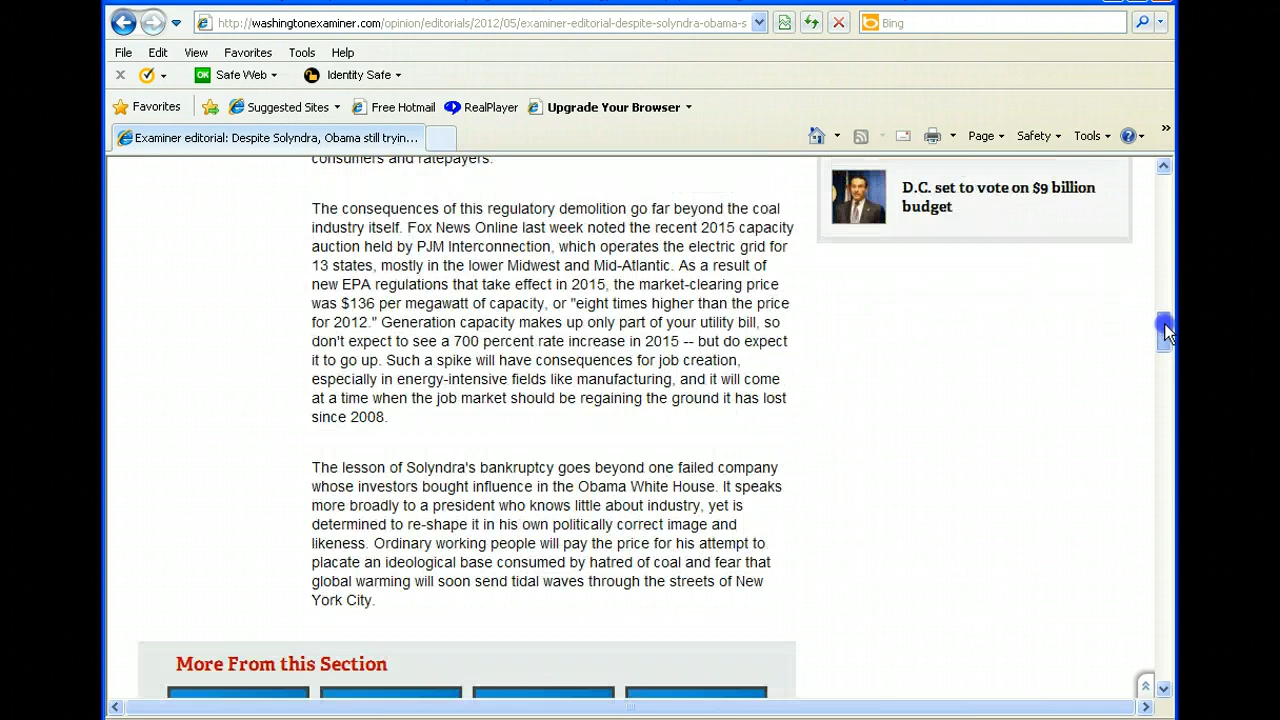 http://washingtonexaminer.com/opinion/editorials/2012/05/examiner-editorial-despite-solyndra-obama-s
Bing
File Edit View Favorites Tools Help
OK Safe Web Identity Safe
Favorites Suggested Sites Free Hotmail RealPlayer Upgrade Your Browser
Examiner editorial: Despite Solyndra, Obama still tryin...
Page Safety Tools
consumers and ratepayers.
D.C. set to vote on $9 billion
budget
The consequences of this regulatory demolition go far beyond the coal
industry itself. Fox News Online last week noted the recent 2015 capacity
auction held by PJM Interconnection, which operates the electric grid for
13 states, mostly in the lower Midwest and Mid-Atlantic. As a result of
new EPA regulations that take effect in 2015, the market-clearing price
was $136 per megawatt of capacity, or "eight times higher than the price
for 2012." Generation capacity makes up only part of your utility bill, so
don't expect to see a 700 percent rate increase in 2015 -- but do expect
it to go up. Such a spike will have consequences for job creation,
especially in energy-intensive fields like manufacturing, and it will come
at a time when the job market should be regaining the ground it has lost
since 2008.
The lesson of Solyndra's bankruptcy goes beyond one failed company
whose investors bought influence in the Obama White House. It speaks
more broadly to a president who knows little about industry, yet is
determined to re-shape it in his own politically correct image and
likeness. Ordinary working people will pay the price for his attempt to
placate an ideological base consumed by hatred of coal and fear that
global warming will soon send tidal waves through the streets of New
York City.
More From this Section